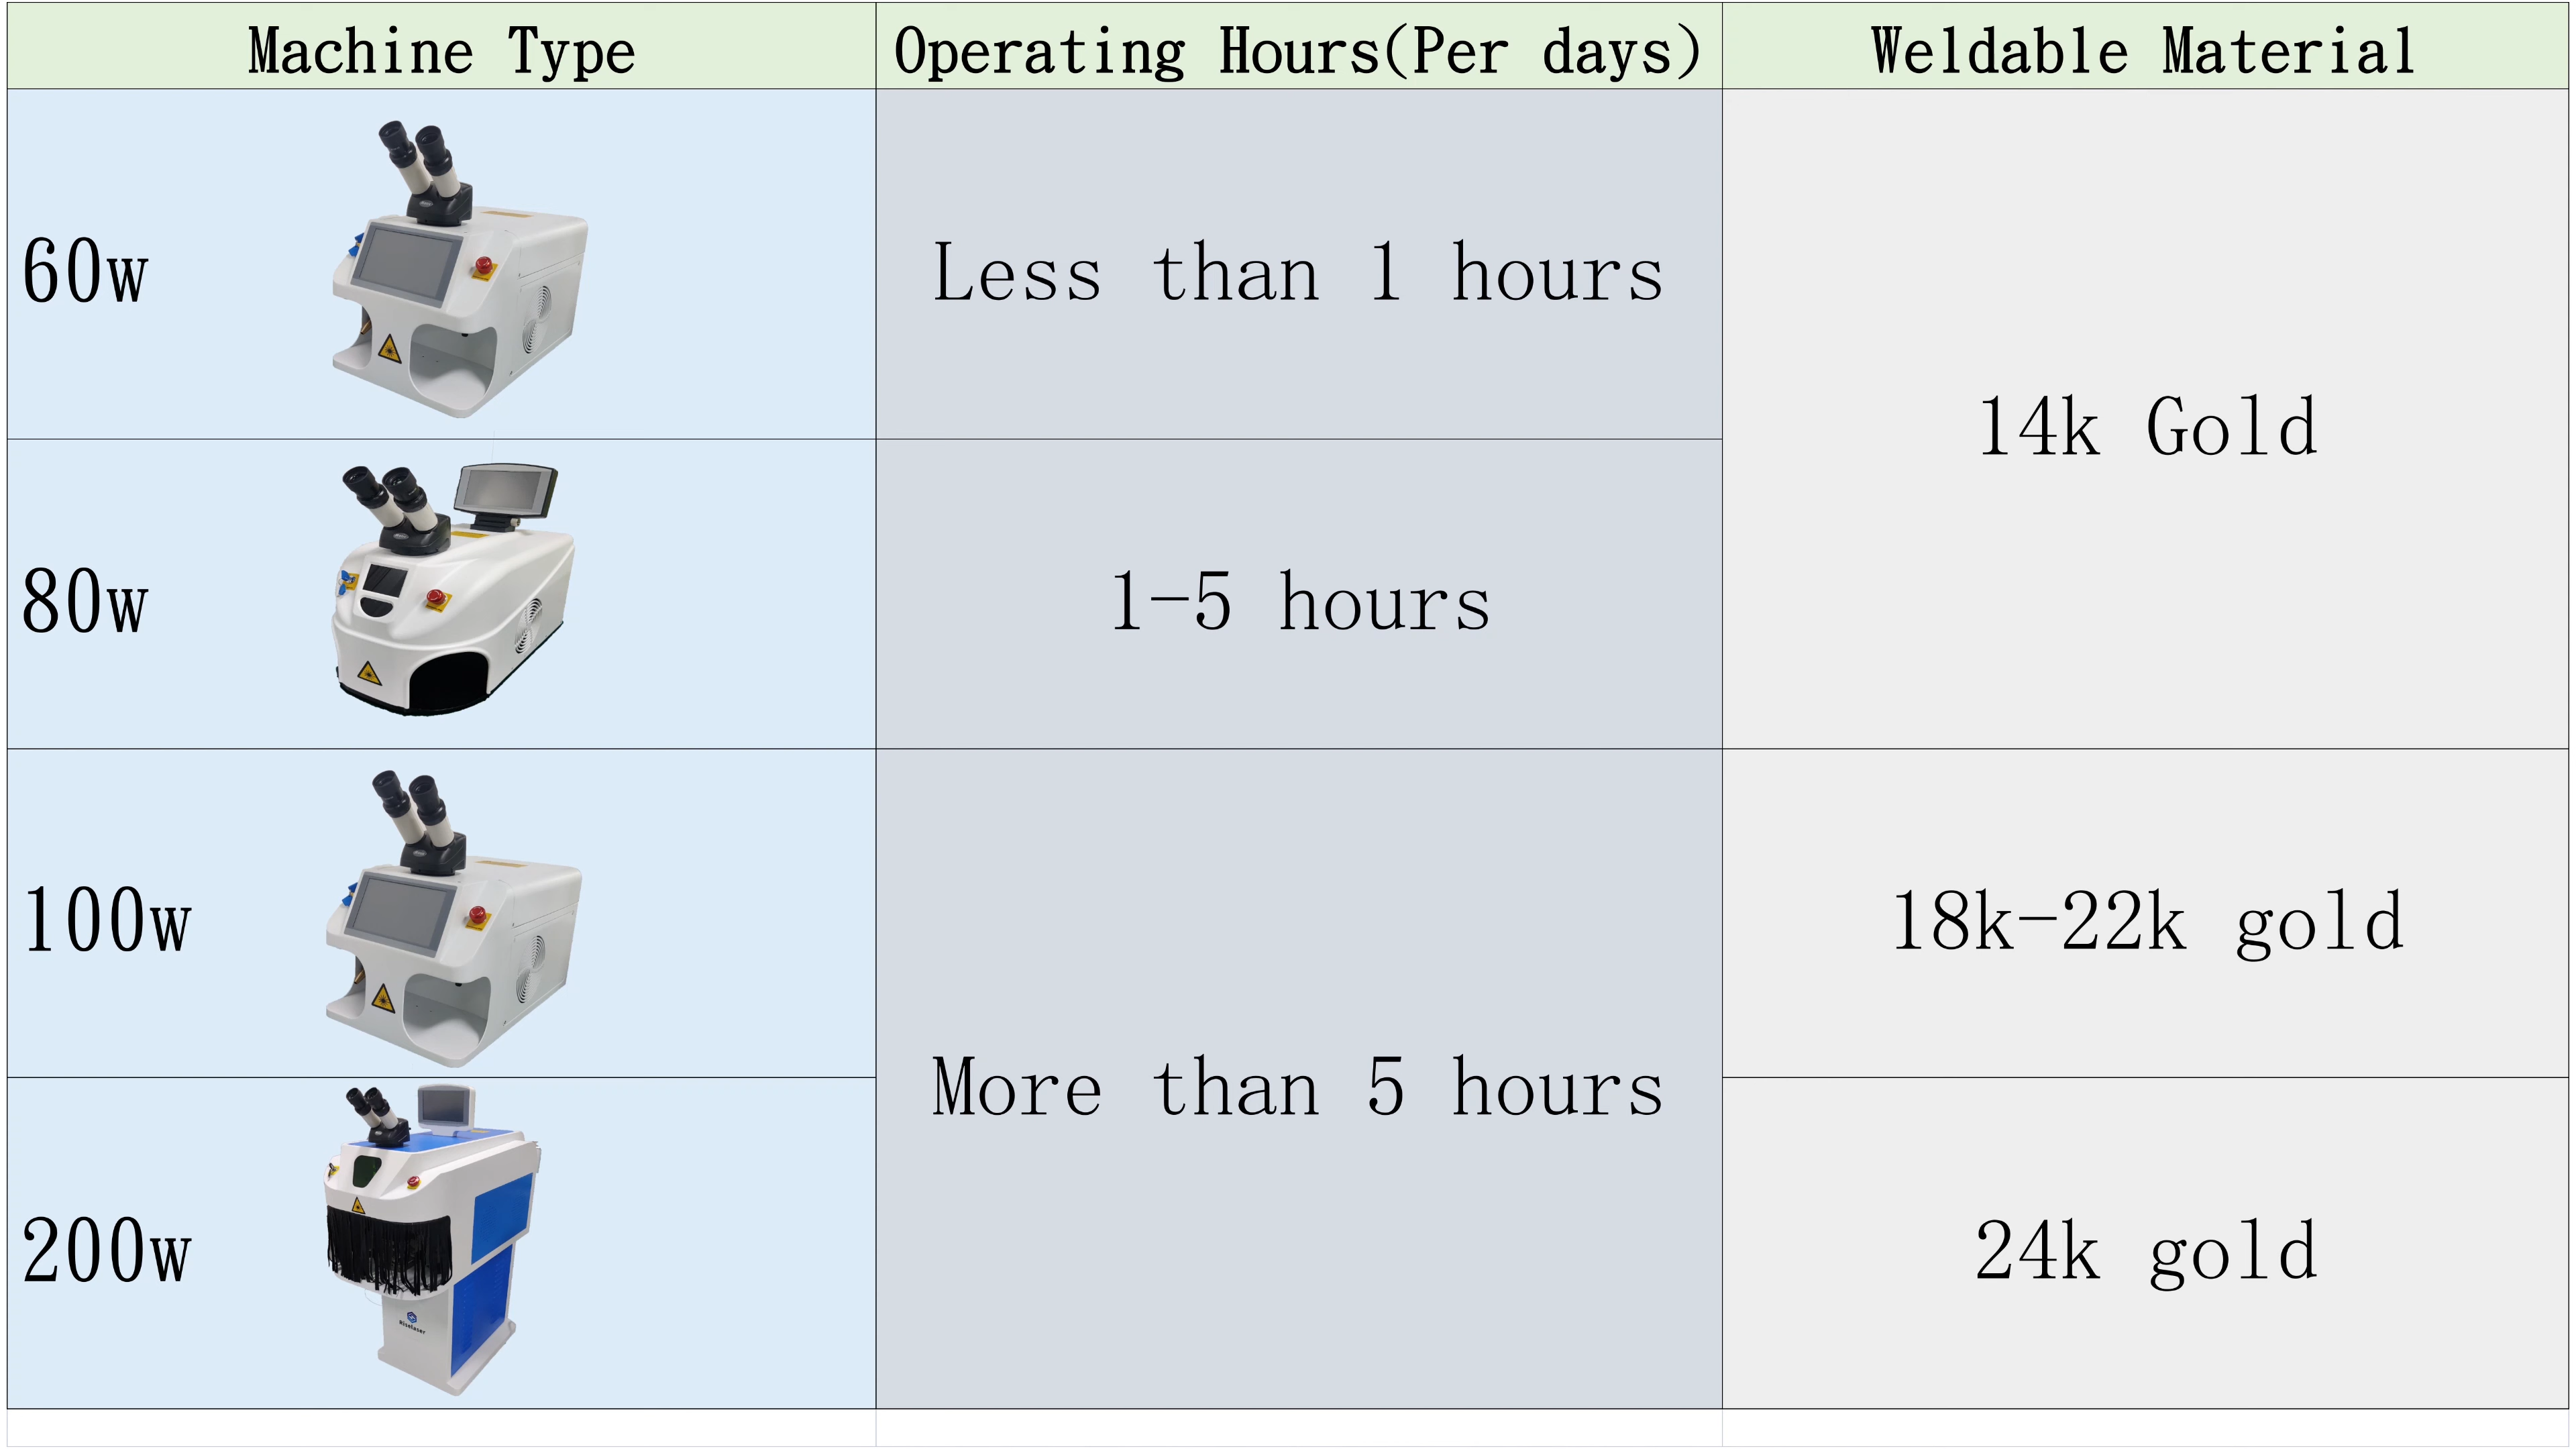 Machine Type
Operating Hours(Per days)
Weldable Material
60w
Less than 1 hours
14k Gold
80w
1-5 hours
100w
More than 5 hours
18k-22k gold
200w
24k gold
Riselaser